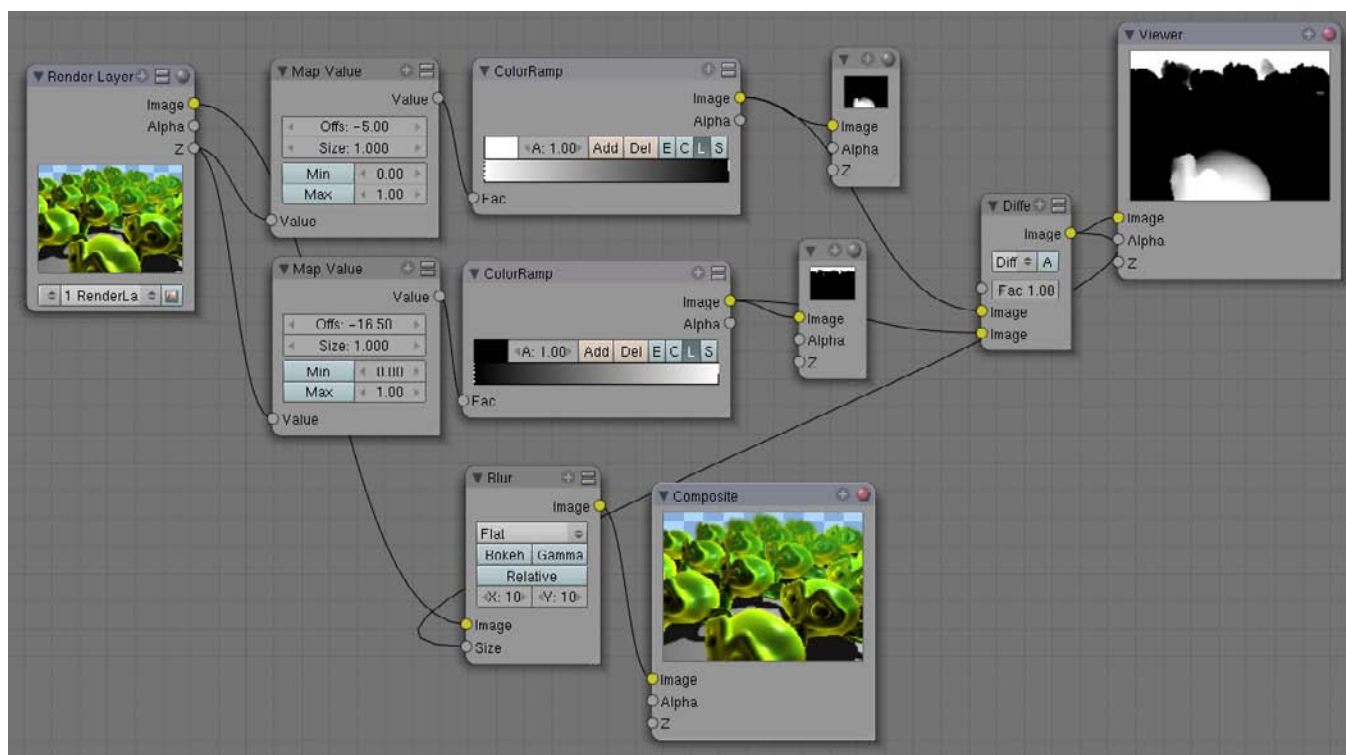 Render Layer
Image
Alpha
Z
1 RenderLa
Map Value
Value
Offs: -5.00
Size: 1.000
Min 0.00
Max 1.00
Value
ColorRamp
Image
Alpha
A: 1.00 Add Del E C L S
Fac
Image
Alpha
Z
Map Value
Value
Offs: -16.50
Size: 1.000
Min 0.00
Max 1.00
Value
ColorRamp
Image
Alpha
A: 1.00 Add Del E C L S
Fac
Image
Alpha
Z
Diffe
Image
Diff A
Fac 1.00
Image
Image
Viewer
Image
Alpha
Z
Blur
Image
Flat
Bokeh Gamma
Relative
X: 10 Y: 10
Image
Size
Composite
Image
Alpha
Z